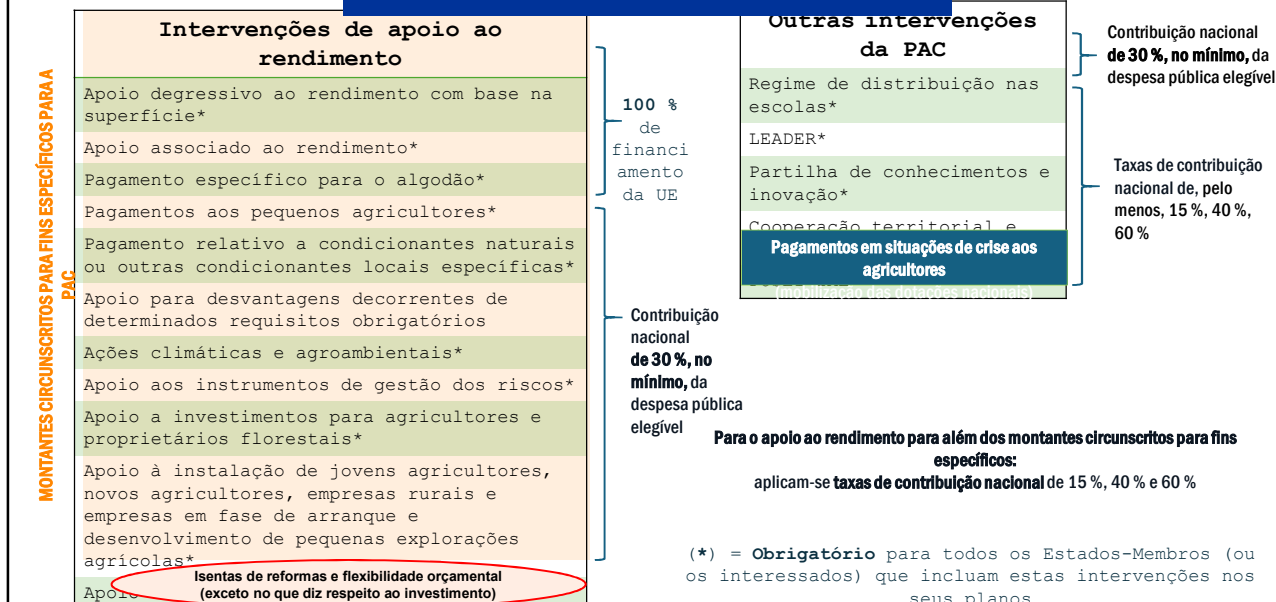 Intervenções de apoio ao
rendimento
Apoio degressivo ao rendimento com base na
superfície*
Apoio associado ao rendimento*
Pagamento específico para o algodão*
Pagamentos aos pequenos agricultores*
Pagamento relativo a condicionantes naturais
ou outras condicionantes locais específicas*
Apoio para desvantagens decorrentes de
determinados requisitos obrigatórios
Ações climáticas e agroambientais*
Apoio aos instrumentos de gestão dos riscos*
Apoio a investimentos para agricultores e
proprietários florestais*
Apoio à instalação de jovens agricultores,
novos agricultores, empresas rurais e
empresas em fase de arranque e
desenvolvimento de pequenas explorações
agrícolas*
Isentas de reformas e flexibilidade orçamental
(exceto no que diz respeito ao investimento)
MONTANTES CIRCUNSCRITOS PARA FINS ESPECÍFICOS PARA A
PAC
100 %
de
financi
amento
da UE
Contribuição
nacional
de 30 %, no
mínimo, da
despesa pública
elegível
Outras intervenções
da PAC
Regime de distribuição nas
escolas*
LEADER*
Partilha de conhecimentos e
inovação*
Cooperação territorial e
Pagamentos em situações de crise aos
agricultores
(mobilização das dotações nacionais)
Contribuição nacional
de 30 %, no mínimo, da
despesa pública elegível
Taxas de contribuição
nacional de, pelo
menos, 15 %, 40 %,
60 %
Para o apoio ao rendimento para além dos montantes circunscritos para fins
específicos:
aplicam-se taxas de contribuição nacional de 15 %, 40 % e 60 %
(*) = Obrigatório para todos os Estados-Membros (ou
os interessados) que incluam estas intervenções nos
seus planos